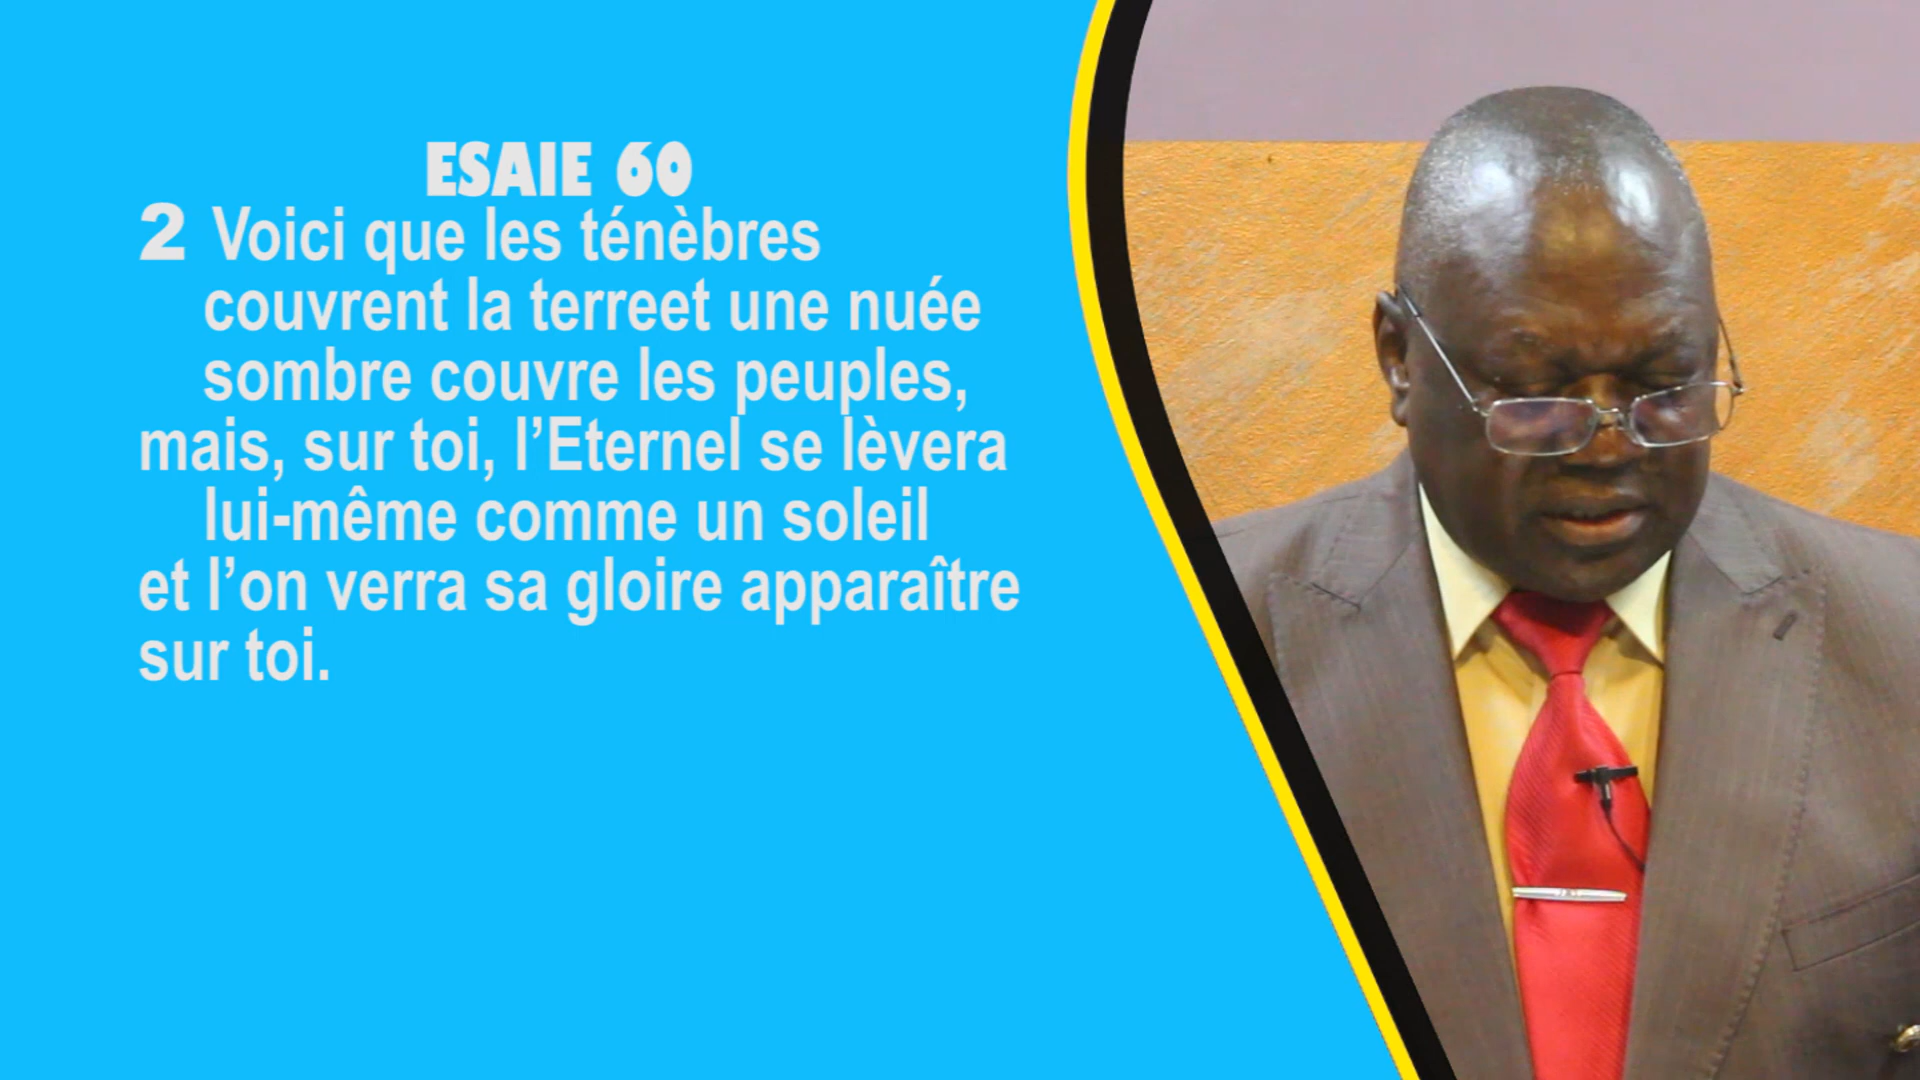 ESAIE 60
2 Voici que les ténèbres
couvrent la terreet une nuée
sombre couvre les peuples,
mais, sur toi, l’Eternel se lèvera
lui-même comme un soleil
et l’on verra sa gloire apparaître
sur toi.